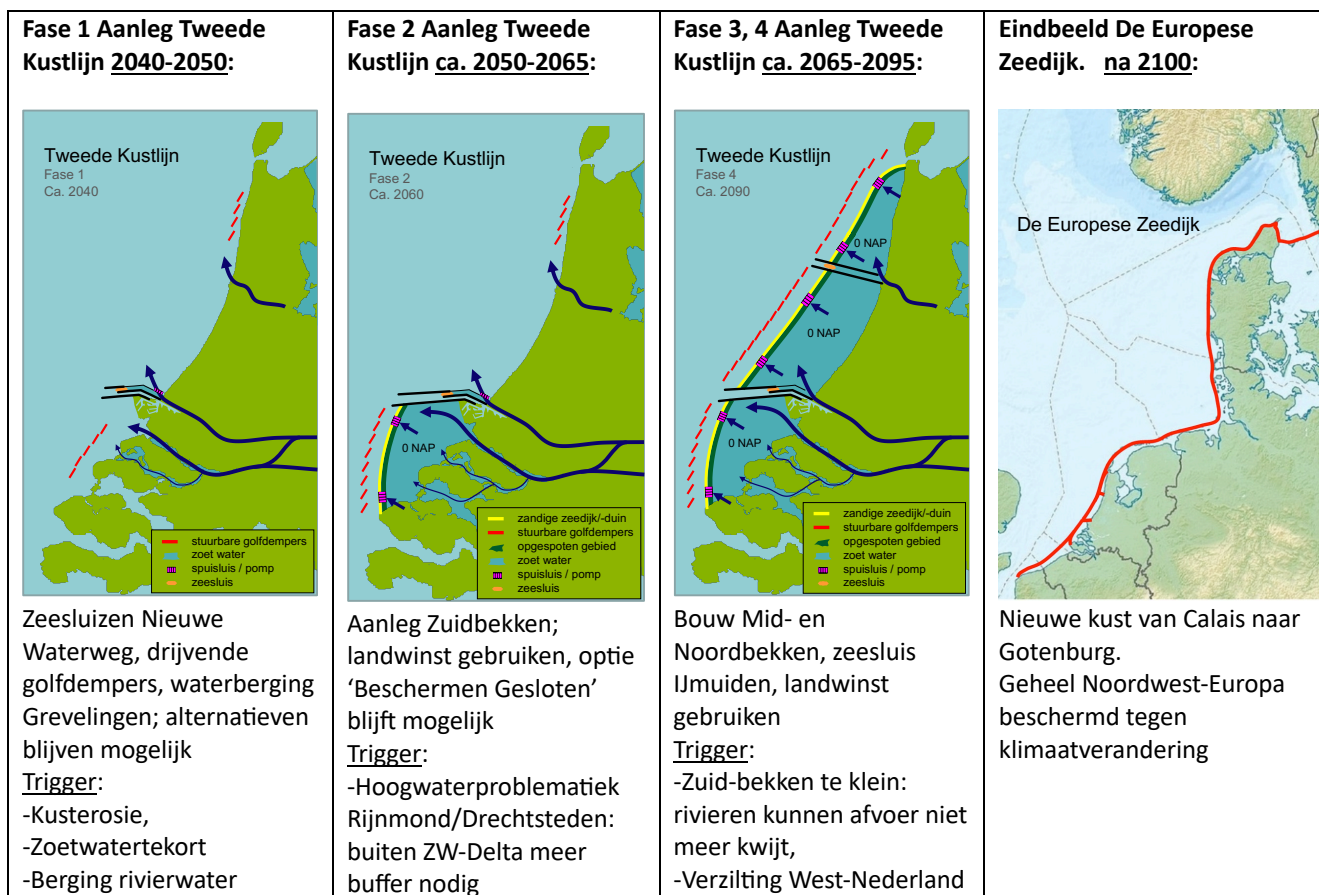 Fase 1 Aanleg Tweede
Kustlijn 2040-2050:
Tweede Kustlijn
Fase 1
Ca. 2040
stuurbare golfdempers
zoet water
spuisluis / pomp
zeesluis
Zeesluizen Nieuwe
Waterweg, drijvende
golfdempers, waterberging
Grevelingen; alternatieven
blijven mogelijk
Trigger:
-Kusterosie,
-Zoetwatertekort
-Berging rivierwater
Fase 2 Aanleg Tweede
Kustlijn ca. 2050-2065:
Tweede Kustlijn
Fase 2
Ca. 2060
0 NAP
zandige zeedijk/-duin
stuurbare golfdempers
opgespoten gebied
zoet water
spuisluis / pomp
zeesluis
Aanleg Zuidbekken;
landwinst gebruiken, optie
‘Beschermen Gesloten’
blijft mogelijk
Trigger:
-Hoogwaterproblematiek
Rijnmond/Drechtsteden:
buiten ZW-Delta meer
buffer nodig
Fase 3, 4 Aanleg Tweede
Kustlijn ca. 2065-2095:
Tweede Kustlijn
Fase 4
Ca. 2090
0 NAP
0 NAP
0 NAP
zandige zeedijk/-duin
stuurbare golfdempers
opgespoten gebied
zoet water
spuisluis / pomp
zeesluis
Bouw Mid- en
Noordbekken, zeesluis
IJmuiden, landwinst
gebruiken
Trigger:
-Zuid-bekken te klein:
rivieren kunnen afvoer niet
meer kwijt,
-Verzilting West-Nederland
Eindbeeld De Europese
Zeedijk. na 2100:
De Europese Zeedijk
Nieuwe kust van Calais naar
Gotenburg.
Geheel Noordwest-Europa
beschermd tegen
klimaatverandering